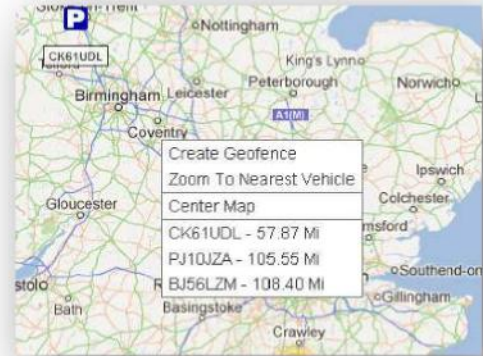 Nottingham
P
CK61UDL
King's Lynn
Peterborough
Norwich
Birmingham
Leicester
A1(M)
Coventry
Create Geofence
Zoom To Nearest Vehicle
Ipswich
Center Map
Colchester
Gloucester
CK61UDL - 57.87 Mi
PJ10JZA - 105.55 Mi
BJ56LZM - 108.40 Mi
Southend-on
Gillingham
Bath
Basingstoke
Crawley